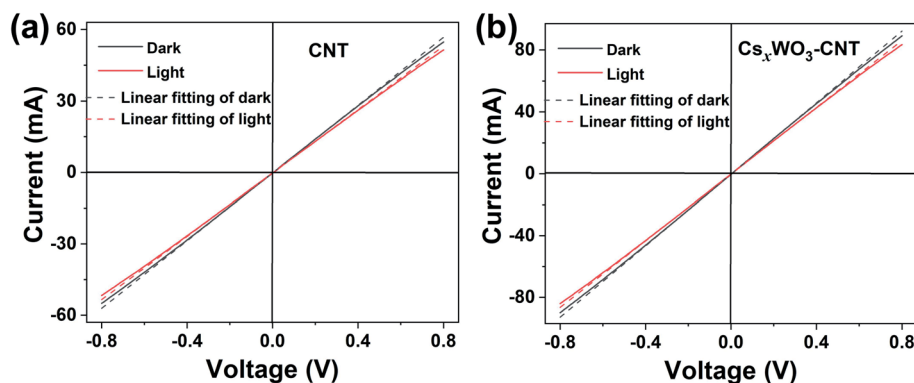 (a)
CNT
Dark
Light
Linear fitting of dark
Linear fitting of light
60
30
0
-30
-60
Current (mA)
-0.8
-0.4
0.0
0.4
0.8
Voltage (V)
(b)
CsₓWO₃-CNT
Dark
Light
Linear fitting of dark
Linear fitting of light
80
40
0
-40
-80
Current (mA)
-0.8
-0.4
0.0
0.4
0.8
Voltage (V)